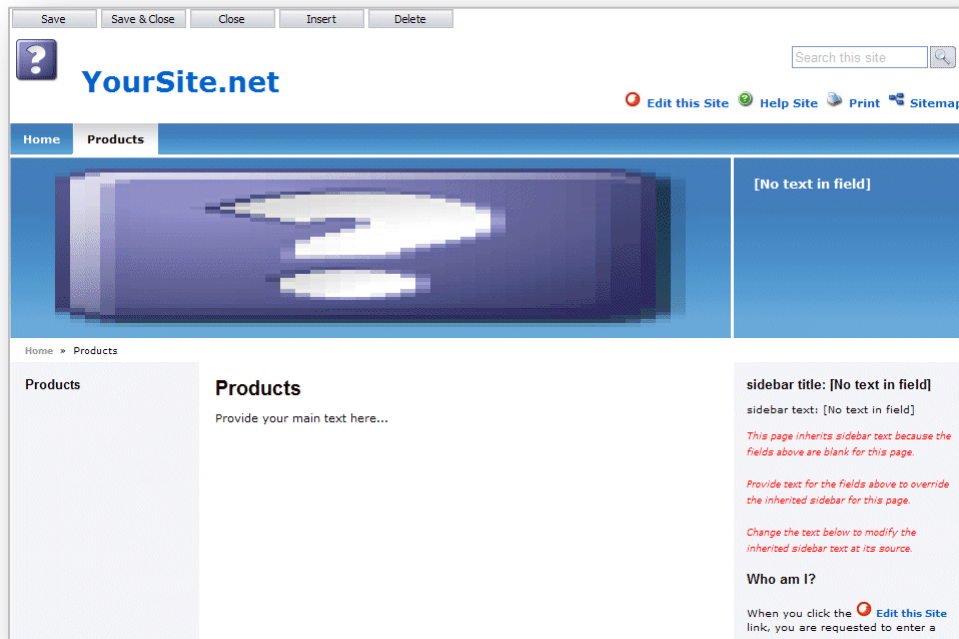 Save Save & Close Close Insert Delete
Search this site
YourSite.net
Edit this Site Help Site Print Sitemap
Home Products
[No text in field]
Home » Products
Products
Products
Provide your main text here...
sidebar title: [No text in field]
sidebar text: [No text in field]
This page inherits sidebar text because the
fields above are blank for this page.
Provide text for the fields above to override
the inherited sidebar for this page.
Change the text below to modify the
inherited sidebar text at its source.
Who am I?
When you click the Edit this Site
link, you are requested to enter a